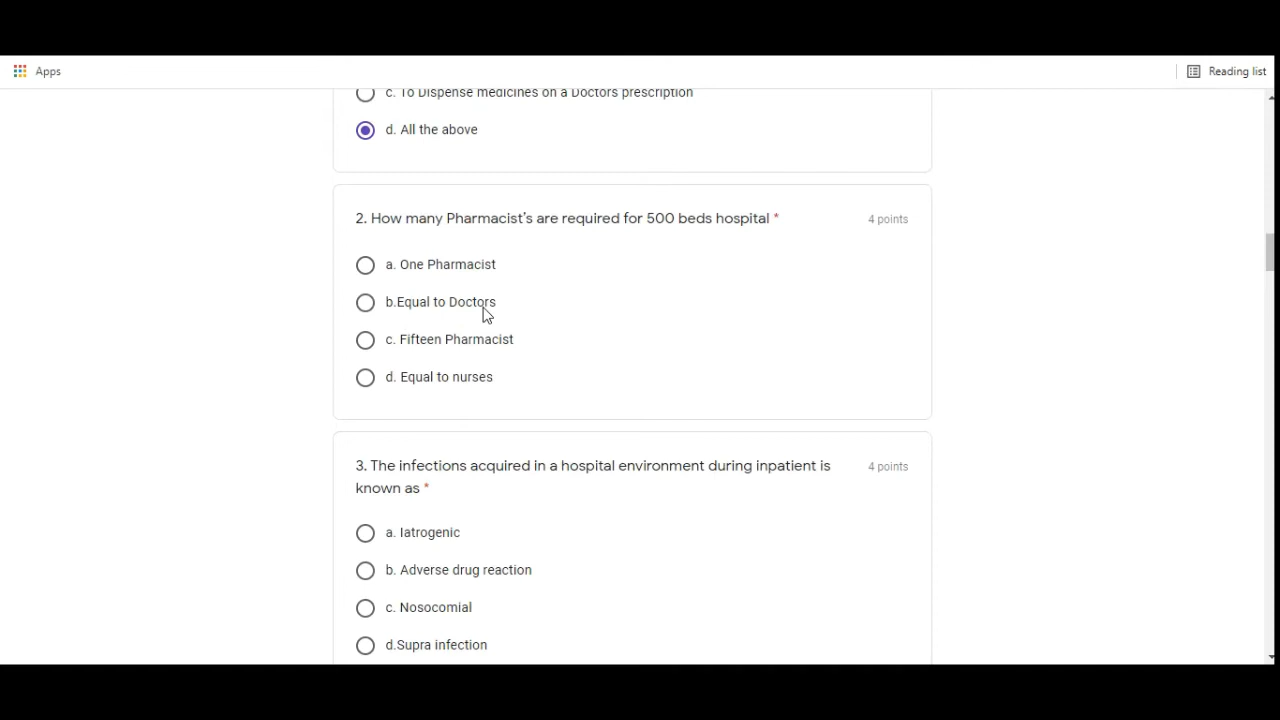 Apps
Reading list
c. To Dispense medicines on a Doctors prescription
d. All the above
2. How many Pharmacist's are required for 500 beds hospital *
4 points
a. One Pharmacist
b.Equal to Doctors
c. Fifteen Pharmacist
d. Equal to nurses
3. The infections acquired in a hospital environment during inpatient is
known as *
4 points
a. Iatrogenic
b. Adverse drug reaction
c. Nosocomial
d.Supra infection